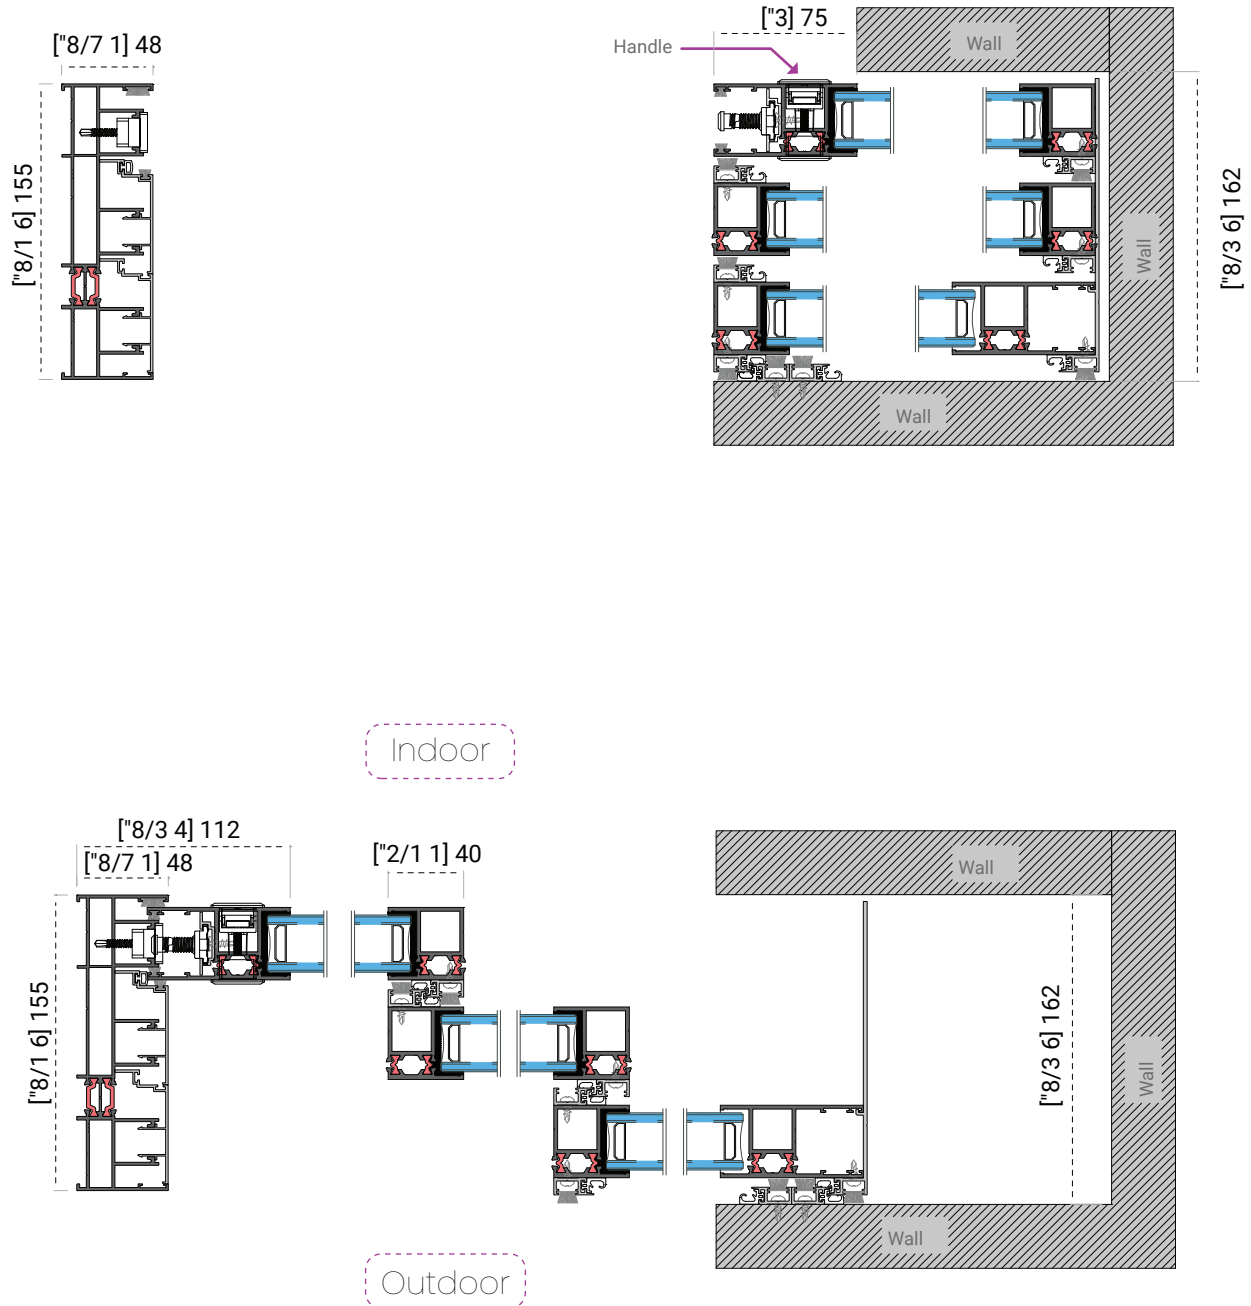 ["3] 75
["8/7 1] 48
Handle
Wall
["8/1 6] 155
Wall
["8/3 6] 162
Wall
Indoor
["8/3 4] 112
["8/7 1] 48
["2/1 1] 40
Wall
["8/1 6] 155
["8/3 6] 162
Wall
Wall
Outdoor